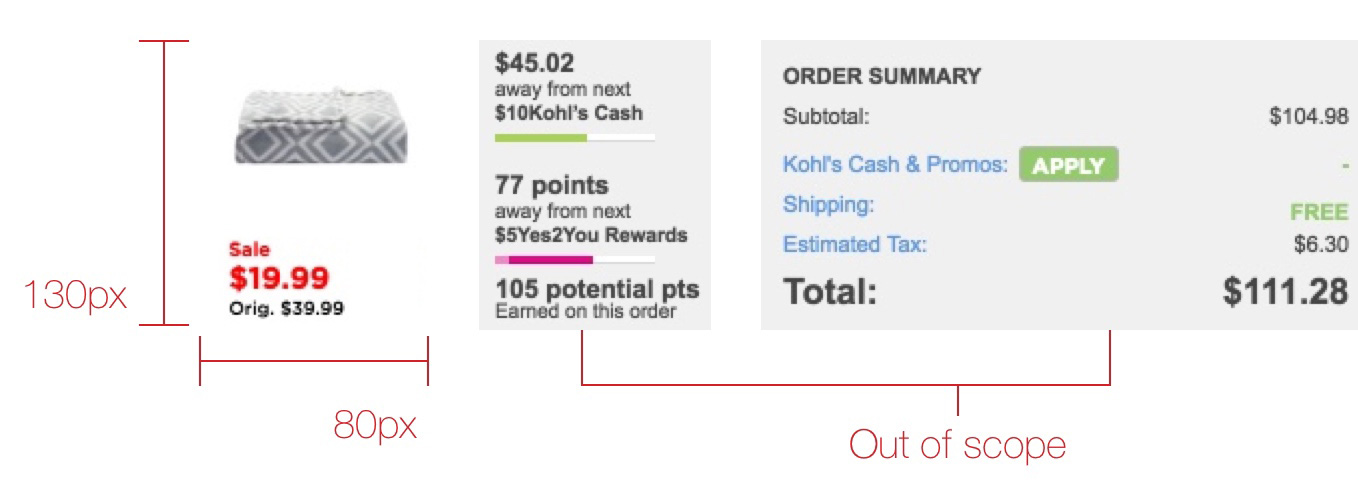 130px
Sale
$19.99
Orig. $39.99
80px
$45.02
away from next
$10Kohl's Cash
77 points
away from next
$5Yes2You Rewards
105 potential pts
Earned on this order
ORDER SUMMARY
Subtotal: $104.98
Kohl's Cash & Promos: APPLY -
Shipping: FREE
Estimated Tax: $6.30
Total: $111.28
Out of scope